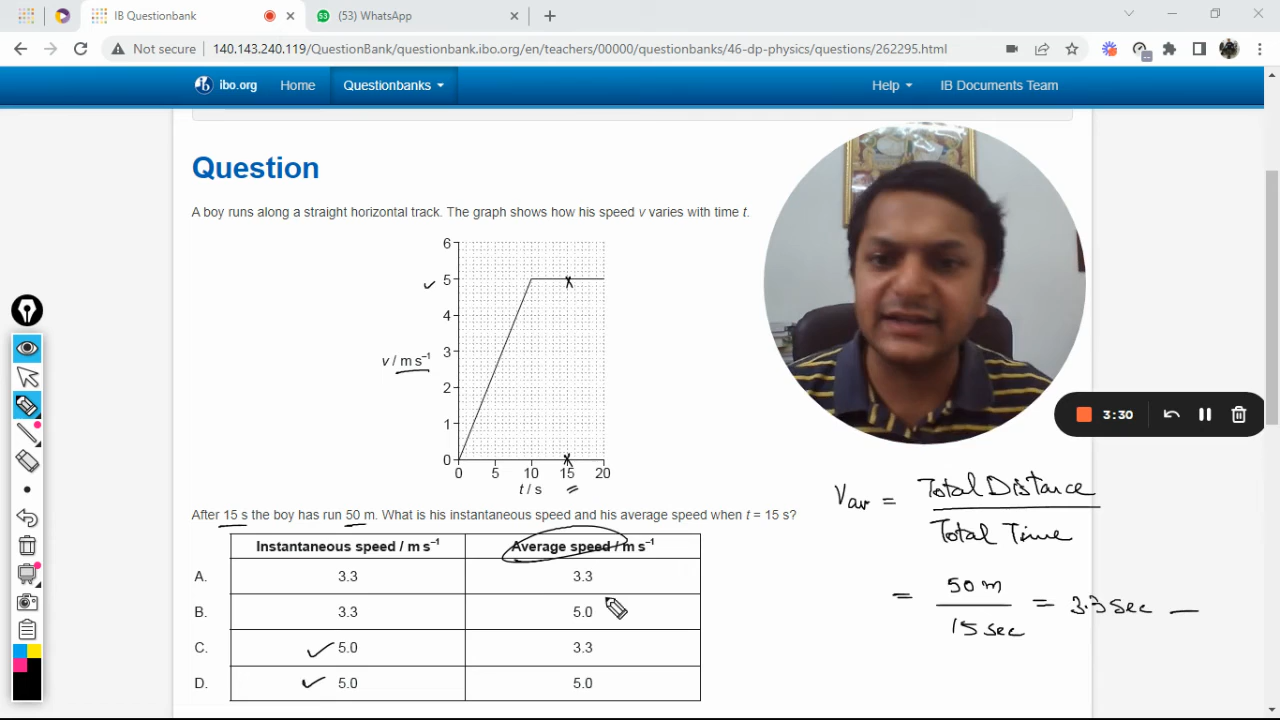 IB Questionbank
(53) WhatsApp
Not secure 140.143.240.119/QuestionBank/questionbank.ibo.org/en/teachers/00000/questionbanks/46-dp-physics/questions/262295.html
ibo.org Home Questionbanks Help IB Documents Team
Question
A boy runs along a straight horizontal track. The graph shows how his speed v varies with time t.
6
5
4
3
2
1
0
v / m s⁻¹
0 5 10 15 20
t / s
3:30
After 15 s the boy has run 50 m. What is his instantaneous speed and his average speed when t = 15 s?
Instantaneous speed / m s⁻¹ Average speed / m s⁻¹
A. 3.3 3.3
B. 3.3 5.0
C. 5.0 3.3
D. 5.0 5.0
Vav = Total Distance
Total Time
= 50 m
15 sec
= 3.3 sec